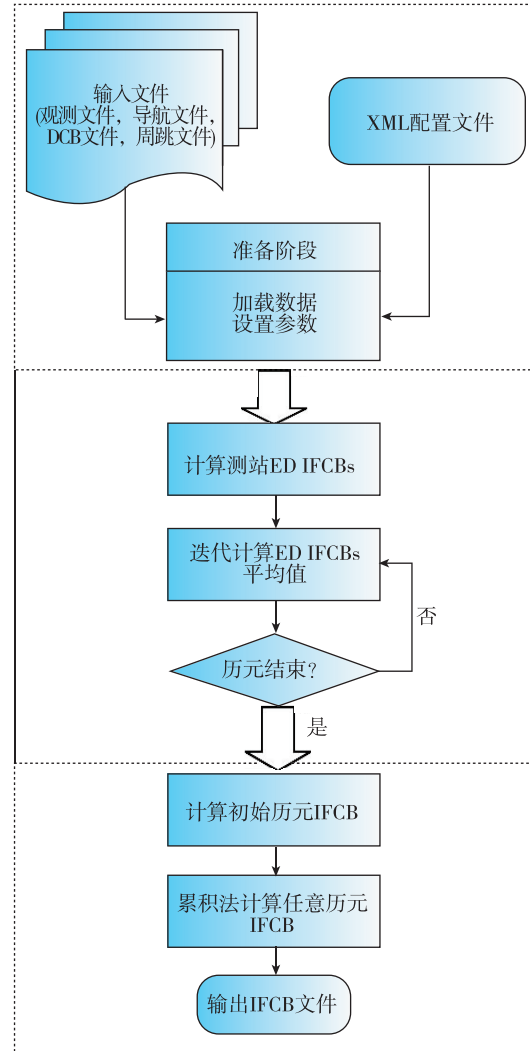 输入文件
(观测文件，导航文件，
DCB文件，周跳文件)
XML配置文件
准备阶段
加载数据
设置参数
计算测站ED IFCBs
迭代计算ED IFCBs
平均值
否
历元结束?
是
计算初始历元IFCB
累积法计算任意历元
IFCB
输出IFCB文件